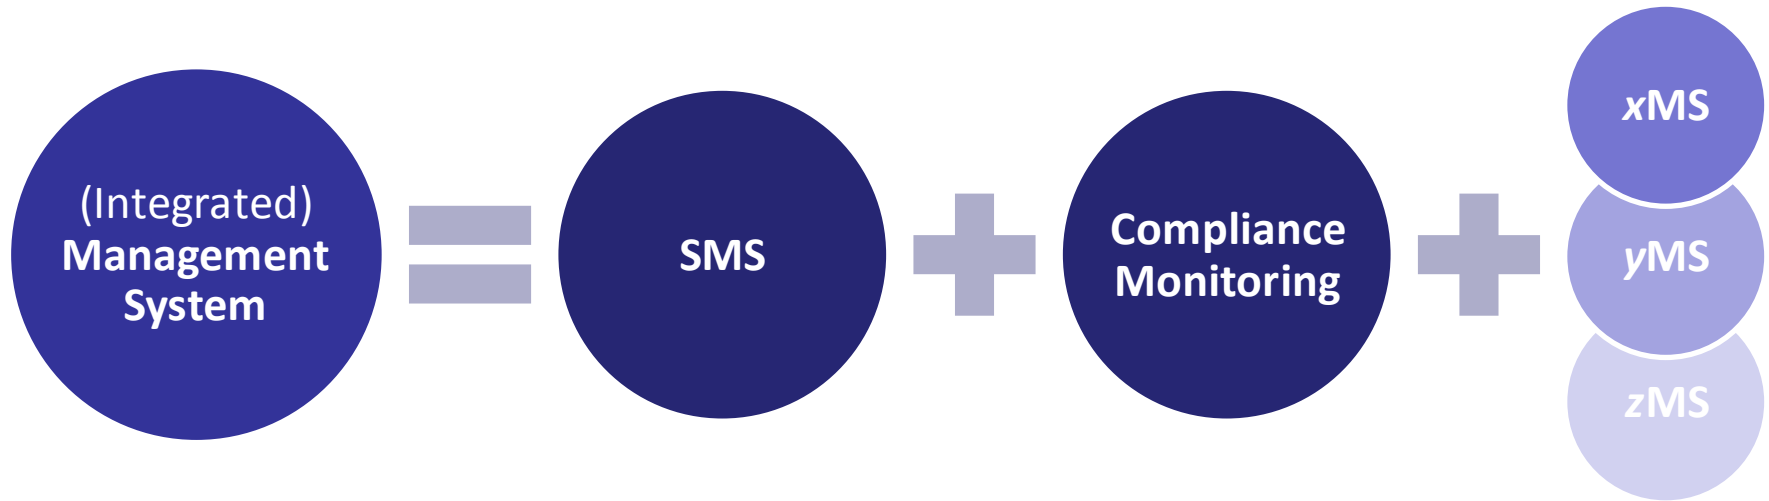 (Integrated)
Management
System
SMS
Compliance
Monitoring
xMS
yMS
zMS